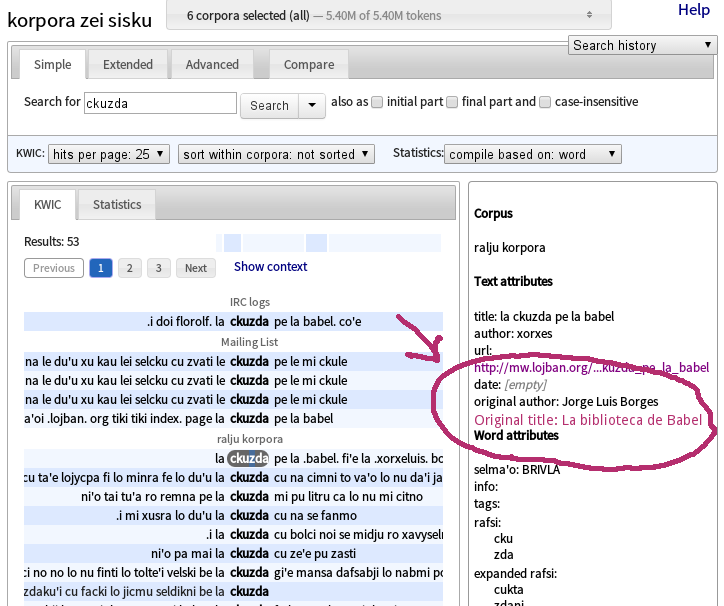 korpora zei sisku
6 corpora selected (all) — 5.40M of 5.40M tokens
Help
Search history
Simple
Extended
Advanced
Compare
Search for
ckuzda
Search
also as
initial part
final part and
case-insensitive
KWIC:
hits per page: 25
sort within corpora: not sorted
Statistics:
compile based on: word
KWIC
Statistics
Results: 53
Previous
1
2
3
Next
Show context
IRC logs
.i doi florolf. la ckuzda pe la babel. co'e
Mailing List
na le du'u xu kau lei selcku cu zvati le ckuzda pe le mi ckule
na le du'u xu kau lei selcku cu zvati le ckuzda pe le mi ckule
na le du'u xu kau lei selcku cu zvati le ckuzda pe le mi ckule
a'oi .lojban. org tiki tiki index. page la ckuzda pe la babel
ralju korpora
la ckuzda pe la .babel. fi'e la .xorxeluis. bo
cu ta'e lojycpa fi lo minra fe lo du'u la ckuzda cu na cimni to va'o lo nu da'i ja
ni'o tai tu'a ro remna pe la ckuzda mi pu litru ca lo nu mi citno
.i mi xusra lo du'u la ckuzda cu na se fanmo
.i la ckuzda cu bolci noi se midju ro xavyseln
ni'o pa mai la ckuzda cu ze'e pu zasti
ci no no lo nu finti lo tolte'i velski be la ckuzda gi'e mansa dafsabji lo nabmi po
zdaku'i cu facki lo jicmu seldikni be la ckuzda
Corpus
ralju korpora
Text attributes
title: la ckuzda pe la babel
author: xorxes
url:
http://mw.lojban.org/...kuzda_pe_la_babel
date: [empty]
original author: Jorge Luis Borges
Original title: La biblioteca de Babel
Word attributes
selma'o: BRIVLA
info:
tags:
rafsi:
cku
zda
expanded rafsi:
cukta
zdani